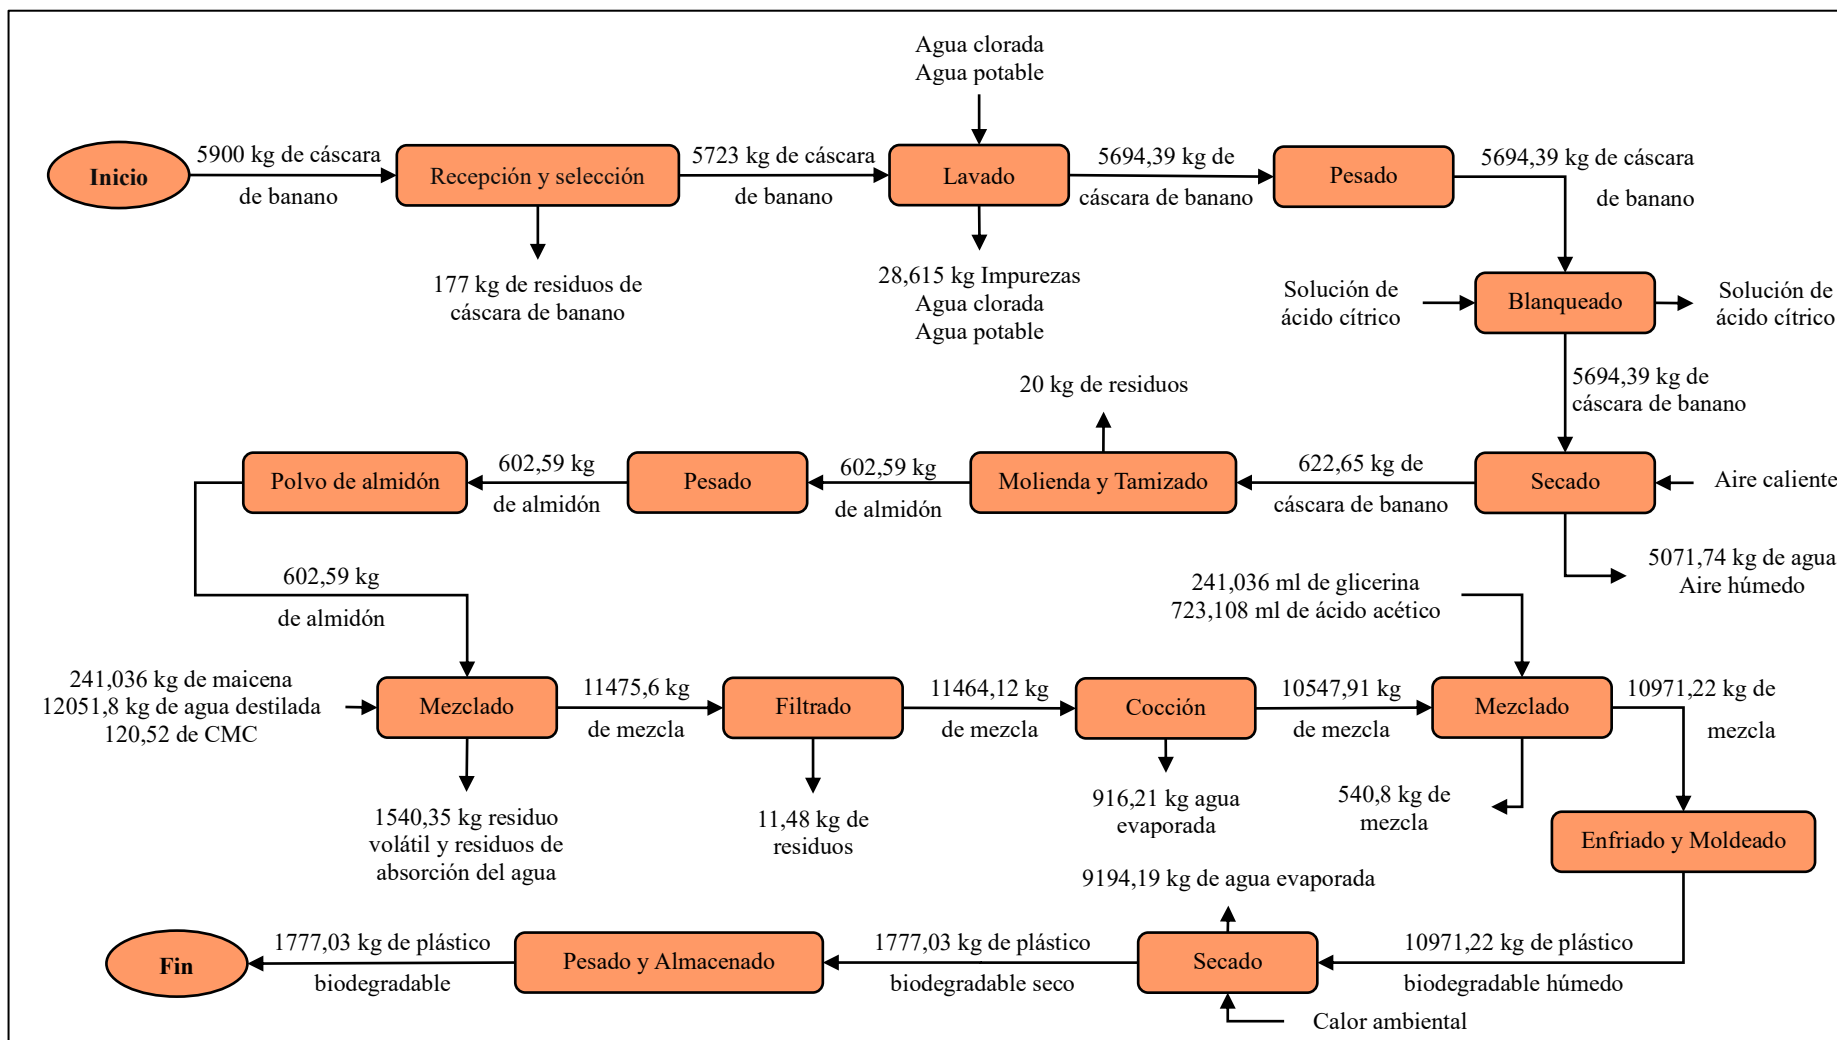 Agua clorada
Agua potable
Inicio
5900 kg de cáscara
de banano
Recepción y selección
5723 kg de cáscara
de banano
Lavado
5694,39 kg de
cáscara de banano
Pesado
5694,39 kg de cáscara
de banano
177 kg de residuos de
cáscara de banano
28,615 kg Impurezas
Agua clorada
Agua potable
Solución de
ácido cítrico
Blanqueado
Solución de
ácido cítrico
5694,39 kg de
cáscara de banano
20 kg de residuos
Polvo de almidón
602,59 kg
de almidón
Pesado
602,59 kg
de almidón
Molienda y Tamizado
622,65 kg de
cáscara de banano
Secado
Aire caliente
5071,74 kg de agua
Aire húmedo
602,59 kg
de almidón
241,036 ml de glicerina
723,108 ml de ácido acético
241,036 kg de maicena
12051,8 kg de agua destilada
120,52 de CMC
Mezclado
11475,6 kg
de mezcla
Filtrado
11464,12 kg
de mezcla
Cocción
10547,91 kg
de mezcla
Mezclado
10971,22 kg de
mezcla
1540,35 kg residuo
volátil y residuos de
absorción del agua
11,48 kg de
residuos
916,21 kg agua
evaporada
540,8 kg de
mezcla
Enfriado y Moldeado
9194,19 kg de agua evaporada
Fin
1777,03 kg de plástico
biodegradable
Pesado y Almacenado
1777,03 kg de plástico
biodegradable seco
Secado
10971,22 kg de plástico
biodegradable húmedo
Calor ambiental